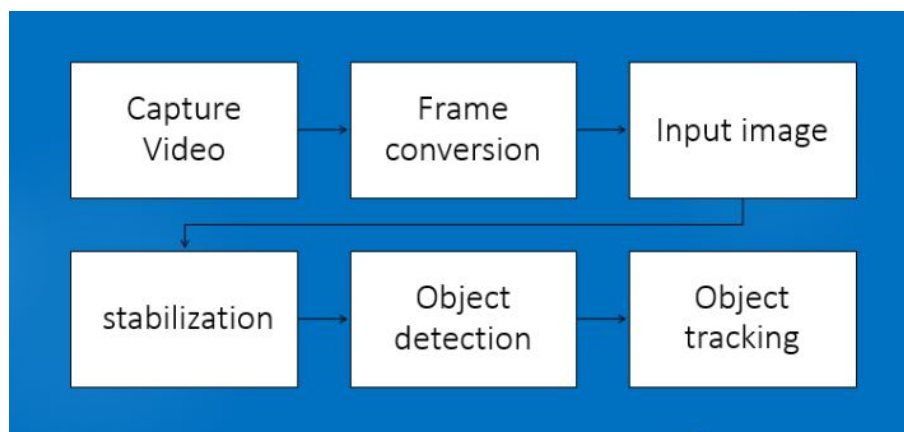 Capture
Video
Frame
conversion
Input image
stabilization
Object
detection
Object
tracking